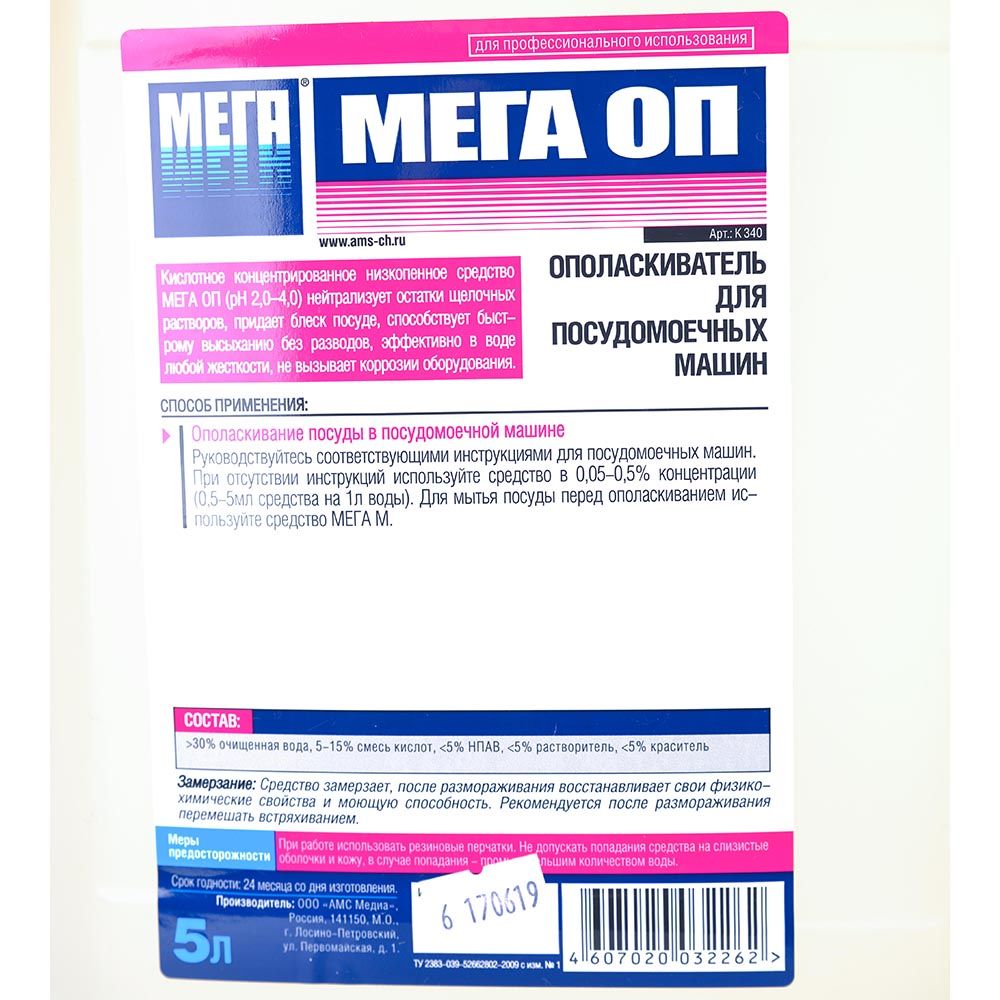 для профессионального использования
МЕГА®
МЕГА ОП
www.ams-ch.ru
Арт.: К 340
Кислотное концентрированное низкопенное средство
МЕГА ОП (рН 2,0–4,0) нейтрализует остатки щелочных
растворов, придает блеск посуде, способствует быст-
рому высыханию без разводов, эффективно в воде
любой жесткости, не вызывает коррозии оборудования.
ОПОЛАСКИВАТЕЛЬ
ДЛЯ
ПОСУДОМОЕЧНЫХ
МАШИН
СПОСОБ ПРИМЕНЕНИЯ:
Ополаскивание посуды в посудомоечной машине
Руководствуйтесь соответствующими инструкциями для посудомоечных машин.
При отсутствии инструкций используйте средство в 0,05–0,5% концентрации
(0,5–5мл средства на 1л воды). Для мытья посуды перед ополаскиванием ис-
пользуйте средство МЕГА М.
СОСТАВ:
>30% очищенная вода, 5–15% смесь кислот, <5% НПАВ, <5% растворитель, <5% краситель
Замерзание: Средство замерзает, после размораживания восстанавливает свои физико-
химические свойства и моющую способность. Рекомендуется после размораживания
перемешать встряхиванием.
Меры
предосторожности
При работе использовать резиновые перчатки. Не допускать попадания средства на слизистые
оболочки и кожу, в случае попадания – большим количеством воды.
Срок годности: 24 месяца со дня изготовления.
Производитель: ООО «АМС Медиа».
Россия, 141150, М.О.,
г. Лосино-Петровский,
ул. Первомайская, д. 1.
5л
6 170619
ТУ 2383-039-52662802-2009 с изм. № 1
4 607020 032262 >